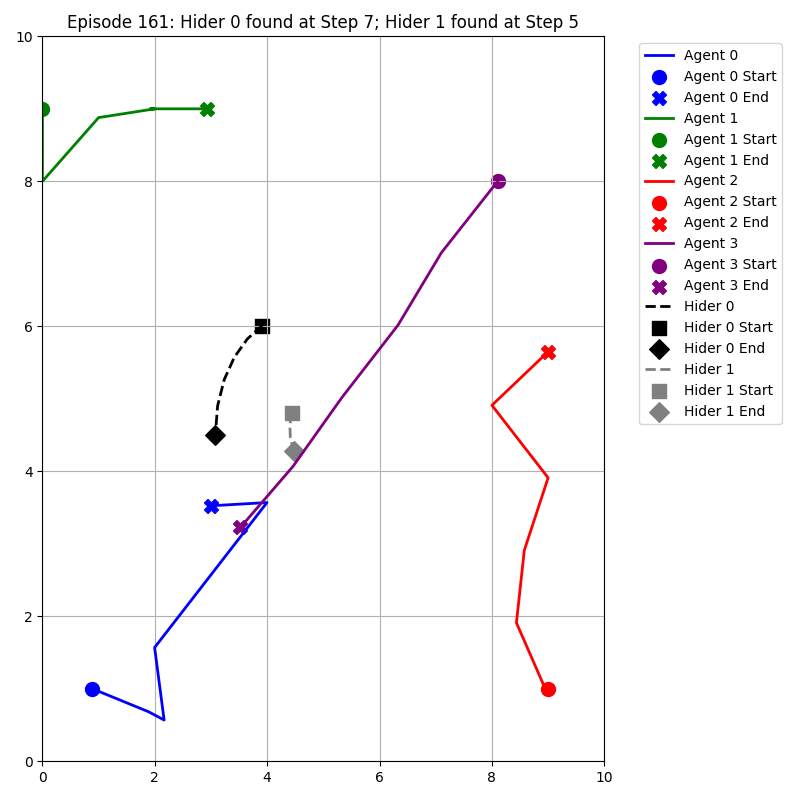 Episode 161: Hider 0 found at Step 7; Hider 1 found at Step 5
10
8
6
4
2
0
0 2 4 6 8 10
Agent 0
Agent 0 Start
Agent 0 End
Agent 1
Agent 1 Start
Agent 1 End
Agent 2
Agent 2 Start
Agent 2 End
Agent 3
Agent 3 Start
Agent 3 End
Hider 0
Hider 0 Start
Hider 0 End
Hider 1
Hider 1 Start
Hider 1 End